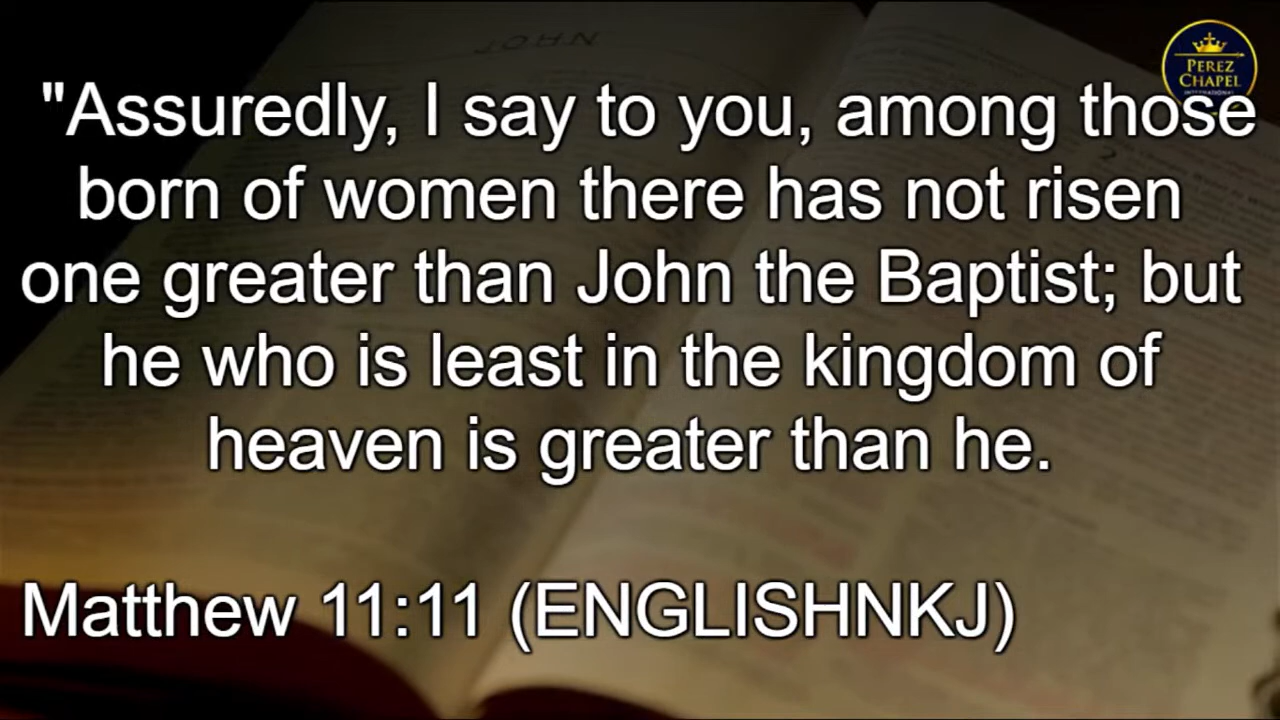 JOHN
PEREZ
CHAPEL
INTERNATIONAL
"Assuredly, I say to you, among those
born of women there has not risen
one greater than John the Baptist; but
he who is least in the kingdom of
heaven is greater than he.
Matthew 11:11 (ENGLISHNKJ)